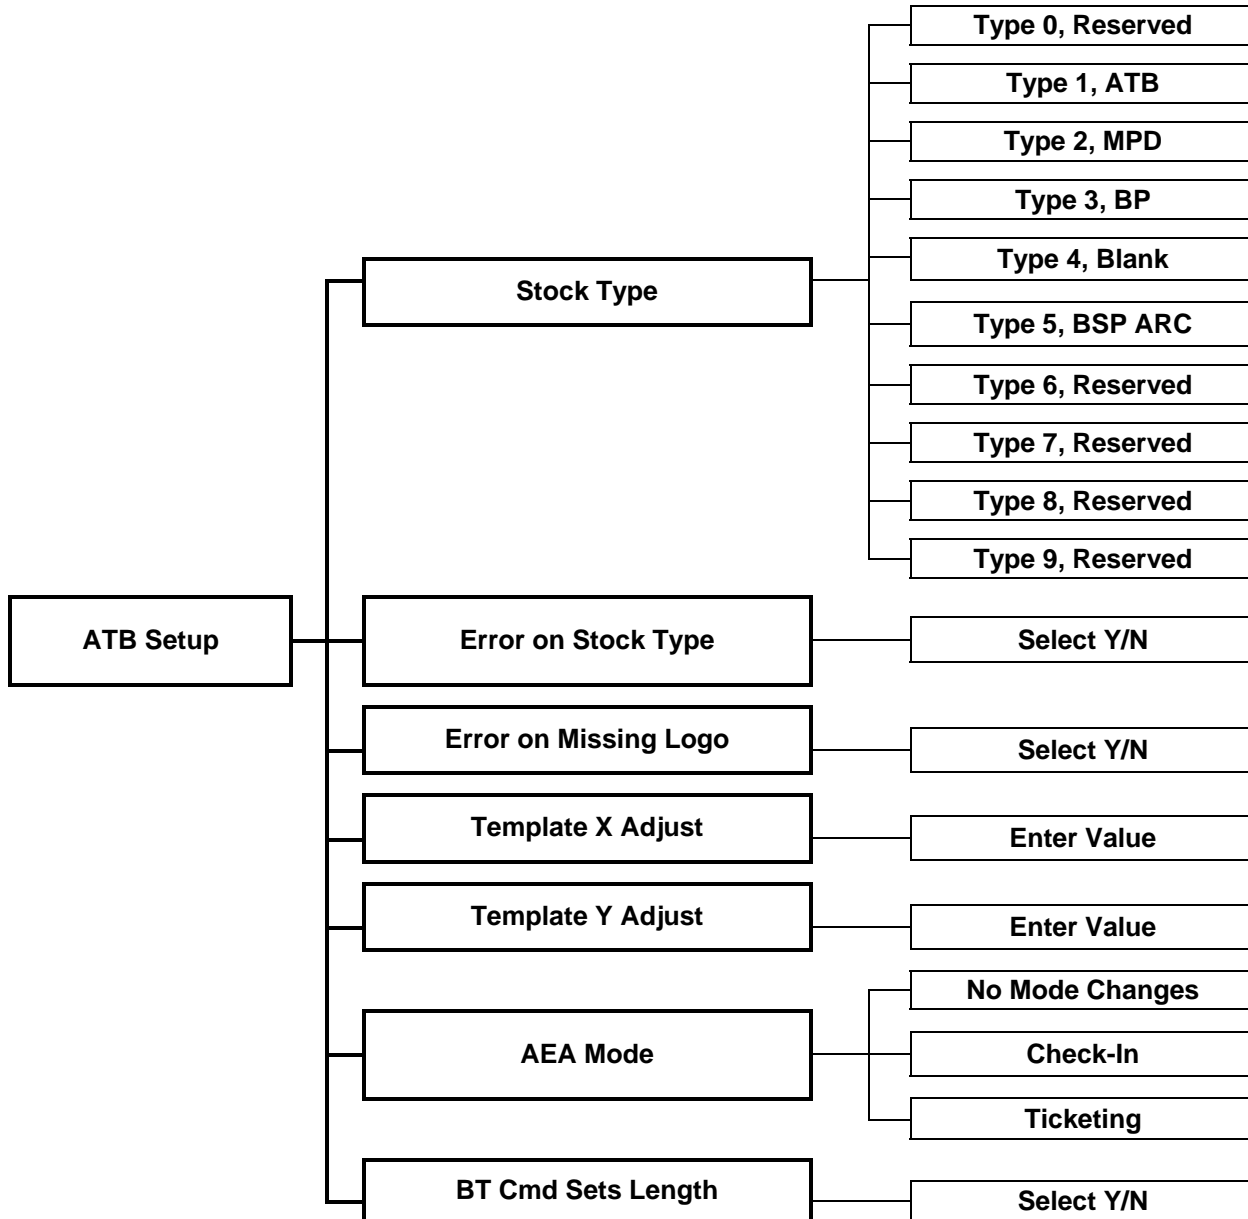 Type 0, Reserved
Type 1, ATB
Type 2, MPD
Type 3, BP
Type 4, Blank
Stock Type
Type 5, BSP ARC
Type 6, Reserved
Type 7, Reserved
Type 8, Reserved
Type 9, Reserved
ATB Setup
Error on Stock Type
Select Y/N
Error on Missing Logo
Select Y/N
Template X Adjust
Enter Value
Template Y Adjust
Enter Value
No Mode Changes
AEA Mode
Check-In
Ticketing
BT Cmd Sets Length
Select Y/N